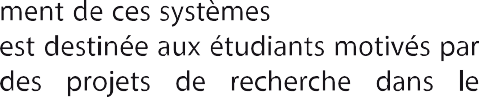 ment de ces systèmes
est destinée aux étudiants motivés par
des projets de recherche dans le